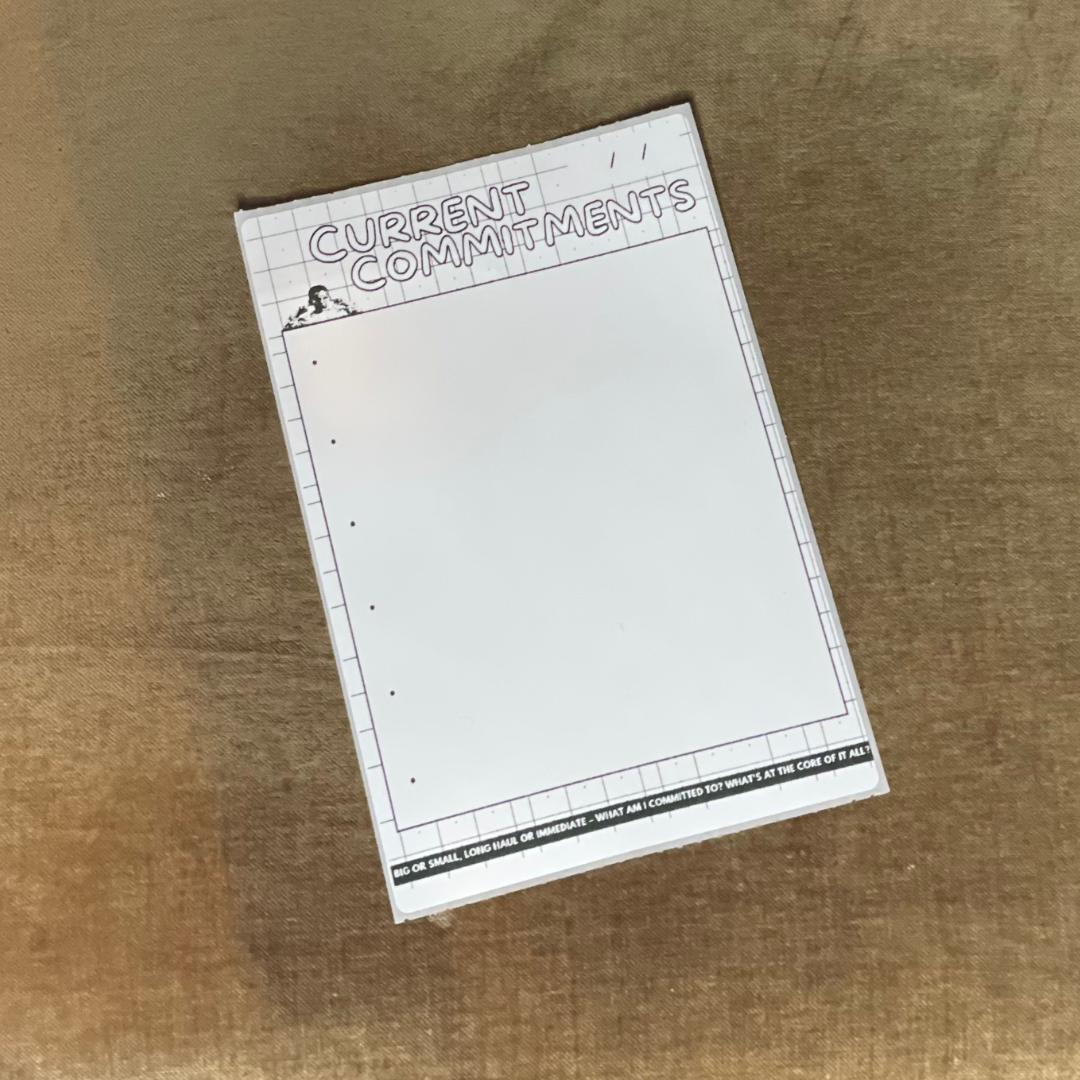 / /
CURRENT
COMMITMENTS
BIG OR SMALL, LONG HAUL OR IMMEDIATE – WHAT AM I COMMITTED TO? WHAT'S AT THE CORE OF IT ALL?